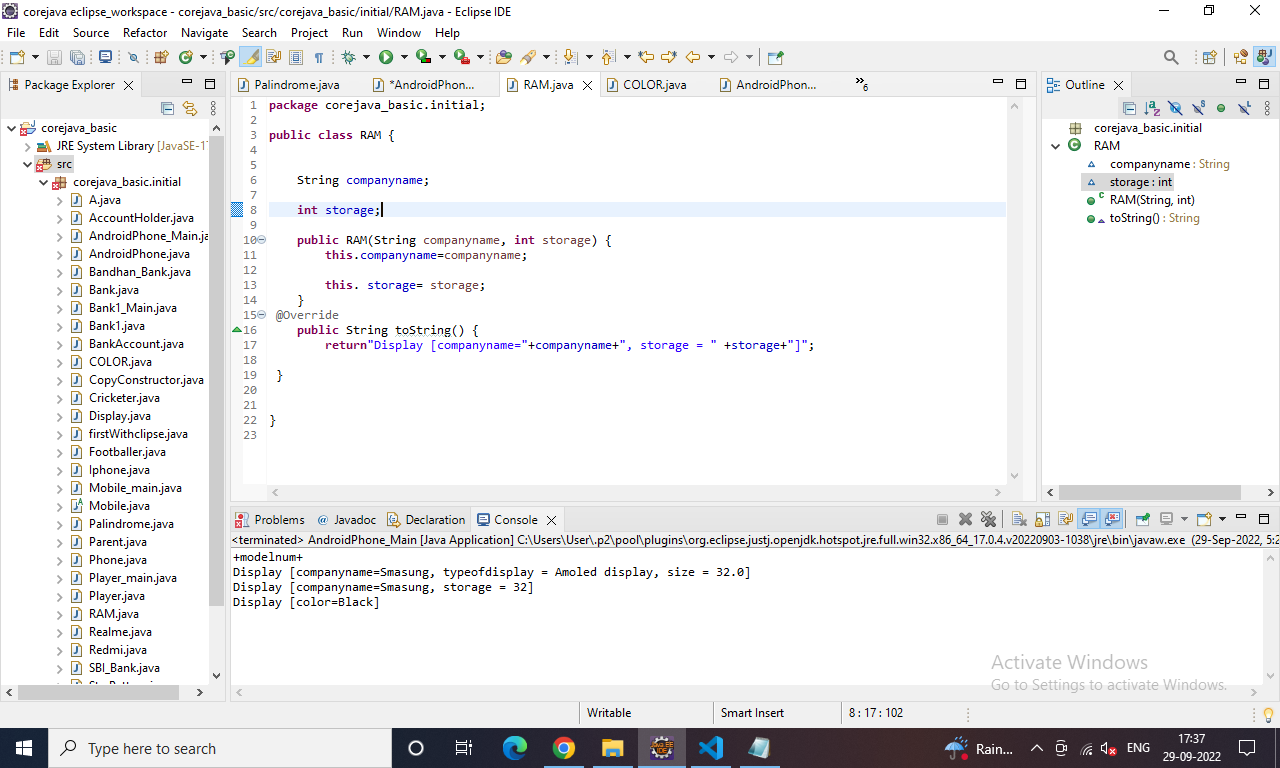 corejava eclipse_workspace - corejava_basic/src/corejava_basic/initial/RAM.java - Eclipse IDE
File Edit Source Refactor Navigate Search Project Run Window Help
Package Explorer
corejava_basic
JRE System Library [JavaSE-1
src
corejava_basic.initial
A.java
AccountHolder.java
AndroidPhone_Main.ja
AndroidPhone.java
Bandhan_Bank.java
Bank.java
Bank1_Main.java
Bank1.java
BankAccount.java
COLOR.java
CopyConstructor.java
Cricketer.java
Display.java
firstWithclipse.java
Footballer.java
Iphone.java
Mobile_main.java
Mobile.java
Palindrome.java
Parent.java
Phone.java
Player_main.java
Player.java
RAM.java
Realme.java
Redmi.java
SBI_Bank.java
Palindrome.java *AndroidPhon... RAM.java COLOR.java AndroidPhon... »6
1 package corejava_basic.initial;
2
3 public class RAM {
4
5
6 String companyname;
7
8 int storage;
9
10 public RAM(String companyname, int storage) {
11 this.companyname=companyname;
12
13 this. storage= storage;
14 }
15 @Override
16 public String toString() {
17 return"Display [companyname="+companyname+", storage = " +storage+"]";
18
19 }
20
21
22 }
23
Outline
corejava_basic.initial
RAM
companyname : String
storage : int
RAM(String, int)
toString() : String
Problems @ Javadoc Declaration Console
<terminated> AndroidPhone_Main [Java Application] C:\Users\User\.p2\pool\plugins\org.eclipse.justj.openjdk.hotspot.jre.full.win32.x86_64_17.0.4.v20220903-1038\jre\bin\javaw.exe (29-Sep-2022, 5:2
+modelnum+
Display [companyname=Smasung, typeofdisplay = Amoled display, size = 32.0]
Display [companyname=Smasung, storage = 32]
Display [color=Black]
Activate Windows
Go to Settings to activate Windows.
Writable Smart Insert 8 : 17 : 102
Type here to search
Rain... ENG 17:37
29-09-2022